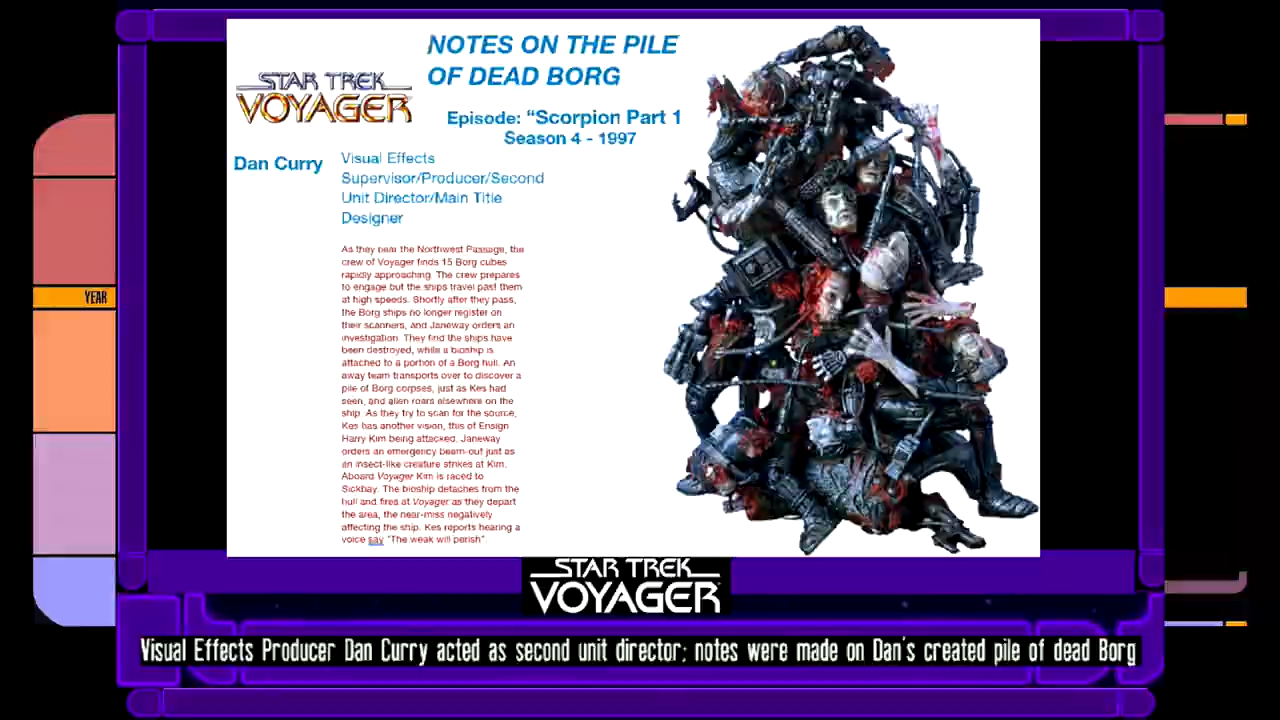 NOTES ON THE PILE
OF DEAD BORG
STAR TREK
VOYAGER
Episode: “Scorpion Part 1
Season 4 - 1997
Dan Curry
Visual Effects
Supervisor/Producer/Second
Unit Director/Main Title
Designer
As they near the Northwest Passage, the
crew of Voyager finds 15 Borg cubes
rapidly approaching. The crew prepares
to engage but the ships travel past them
at high speeds. Shortly after they pass,
the Borg ships no longer register on
their scanners, and Janeway orders an
investigation. They find the ships have
been destroyed, while a bioship is
attached to a portion of a Borg hull. An
away team transports over to discover a
pile of Borg corpses, just as Kes had
seen, and alien roars elsewhere on the
ship. As they try to scan for the source,
Kes has another vision, this of Ensign
Harry Kim being attacked. Janeway
orders an emergency beam-out just as
an insect-like creature strikes at Kim.
Aboard Voyager Kim is raced to
Sickbay. The bioship detaches from the
hull and fires at Voyager as they depart
the area, the near-miss negatively
affecting the ship. Kes reports hearing a
voice say "The weak will perish"
YEAR
STAR TREK
VOYAGER
Visual Effects Producer Dan Curry acted as second unit director; notes were made on Dan's created pile of dead Borg